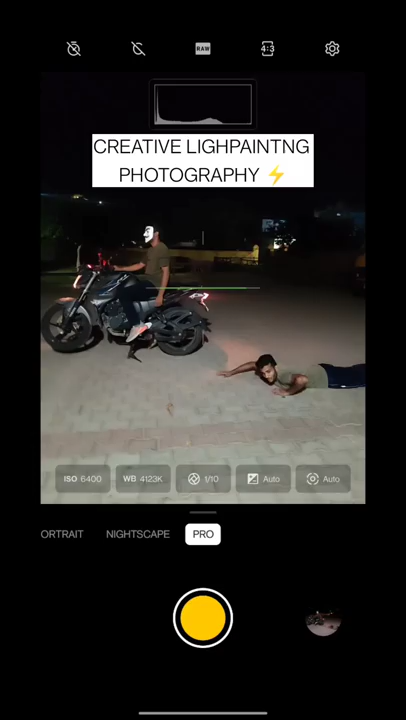 RAW
4:3
CREATIVE LIGHPAINTNG
PHOTOGRAPHY ⚡
ISO 6400
WB 4123K
1/10
Auto
Auto
ORTRAIT
NIGHTSCAPE
PRO